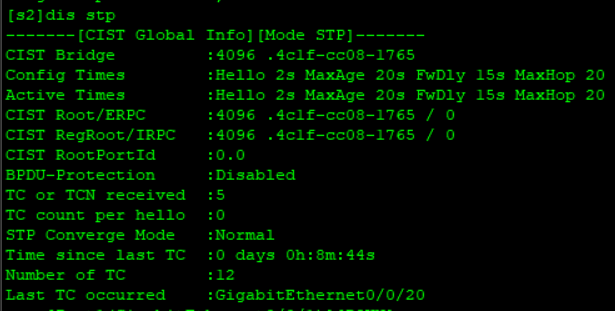 [s2]dis stp
-------[CIST Global Info][Mode STP]-------
CIST Bridge         :4096 .4c1f-cc08-1765
Config Times        :Hello 2s MaxAge 20s FwDly 15s MaxHop 20
Active Times        :Hello 2s MaxAge 20s FwDly 15s MaxHop 20
CIST Root/ERPC      :4096 .4c1f-cc08-1765 / 0
CIST RegRoot/IRPC   :4096 .4c1f-cc08-1765 / 0
CIST RootPortId     :0.0
BPDU-Protection     :Disabled
TC or TCN received  :5
TC count per hello  :0
STP Converge Mode   :Normal
Time since last TC  :0 days 0h:8m:44s
Number of TC        :12
Last TC occurred    :GigabitEthernet0/0/20